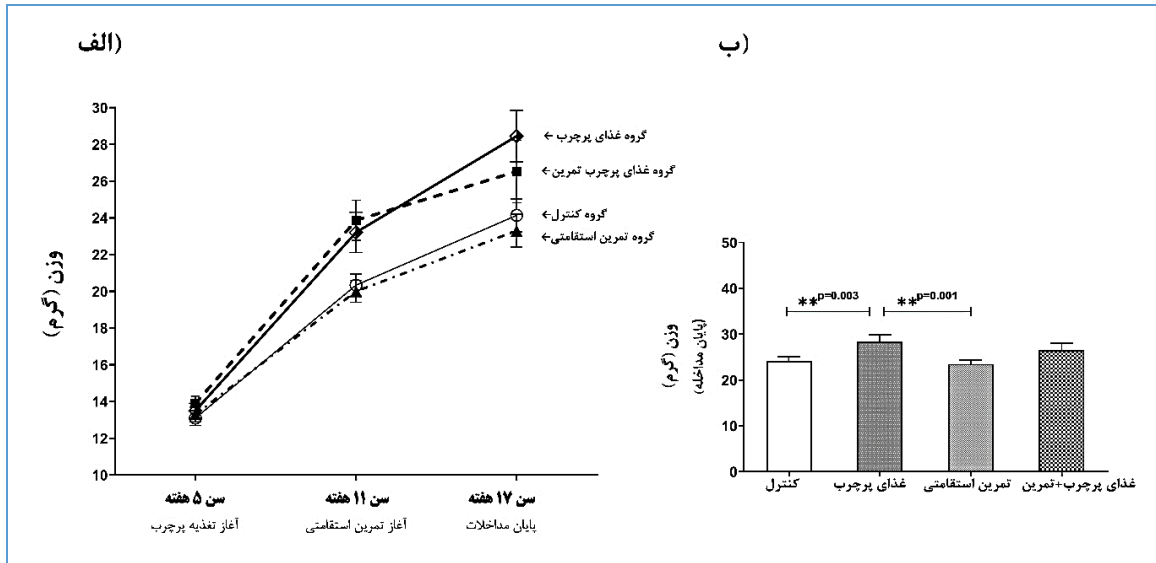 الف)
30
28
26
24
22
20
18
16
14
12
10
وزن (گرم)
←گروه غذای پرچرب
←گروه غذای پرچرب تمرین
←گروه کنترل
←گروه تمرین استقامتی
سن ۵ هفته
آغاز تغذیه پرچرب
سن ۱۱ هفته
آغاز تمرین استقامتی
سن ۱۷ هفته
پایان مداخلات
ب)
50
40
30
20
10
0
وزن (گرم)
(پایان مداخله)
**p=0.003
**p=0.001
کنترل
غذای پرچرب
تمرین استقامتی
غذای پرچرب+تمرین